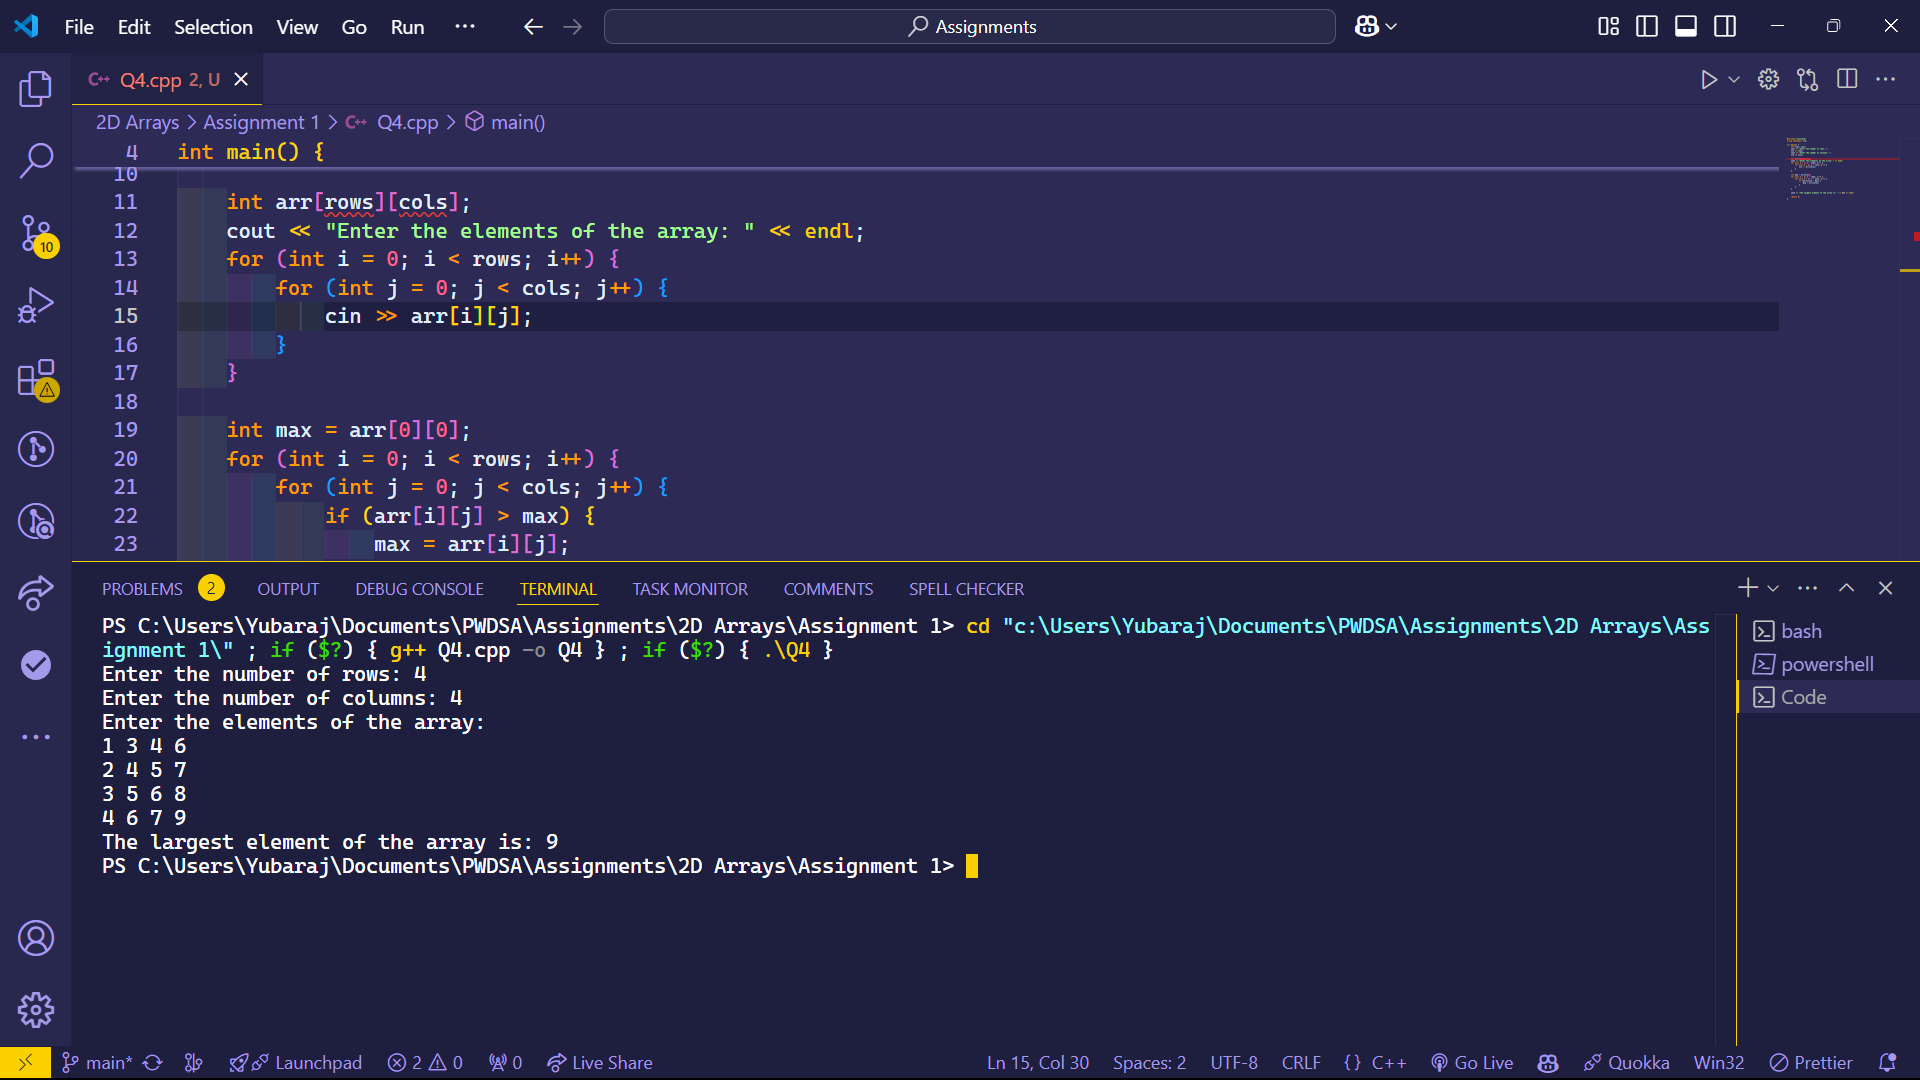 File Edit Selection View Go Run ··· Assignments
C++ Q4.cpp 2, U
2D Arrays > Assignment 1 > C++ Q4.cpp > main()
4 int main() {
10
11 int arr[rows][cols];
12 cout << "Enter the elements of the array: " << endl;
13 for (int i = 0; i < rows; i++) {
14 for (int j = 0; j < cols; j++) {
15 cin >> arr[i][j];
16 }
17 }
18
19 int max = arr[0][0];
20 for (int i = 0; i < rows; i++) {
21 for (int j = 0; j < cols; j++) {
22 if (arr[i][j] > max) {
23 max = arr[i][j];
10
PROBLEMS 2 OUTPUT DEBUG CONSOLE TERMINAL TASK MONITOR COMMENTS SPELL CHECKER
PS C:\Users\Yubaraj\Documents\PWDSA\Assignments\2D Arrays\Assignment 1> cd "c:\Users\Yubaraj\Documents\PWDSA\Assignments\2D Arrays\Ass
ignment 1\" ; if ($?) { g++ Q4.cpp -o Q4 } ; if ($?) { .\Q4 }
Enter the number of rows: 4
Enter the number of columns: 4
Enter the elements of the array:
1 3 4 6
2 4 5 7
3 5 6 8
4 6 7 9
The largest element of the array is: 9
PS C:\Users\Yubaraj\Documents\PWDSA\Assignments\2D Arrays\Assignment 1>
bash
powershell
Code
main* Launchpad 2 0 0 Live Share Ln 15, Col 30 Spaces: 2 UTF-8 CRLF {} C++ Go Live Quokka Win32 Prettier